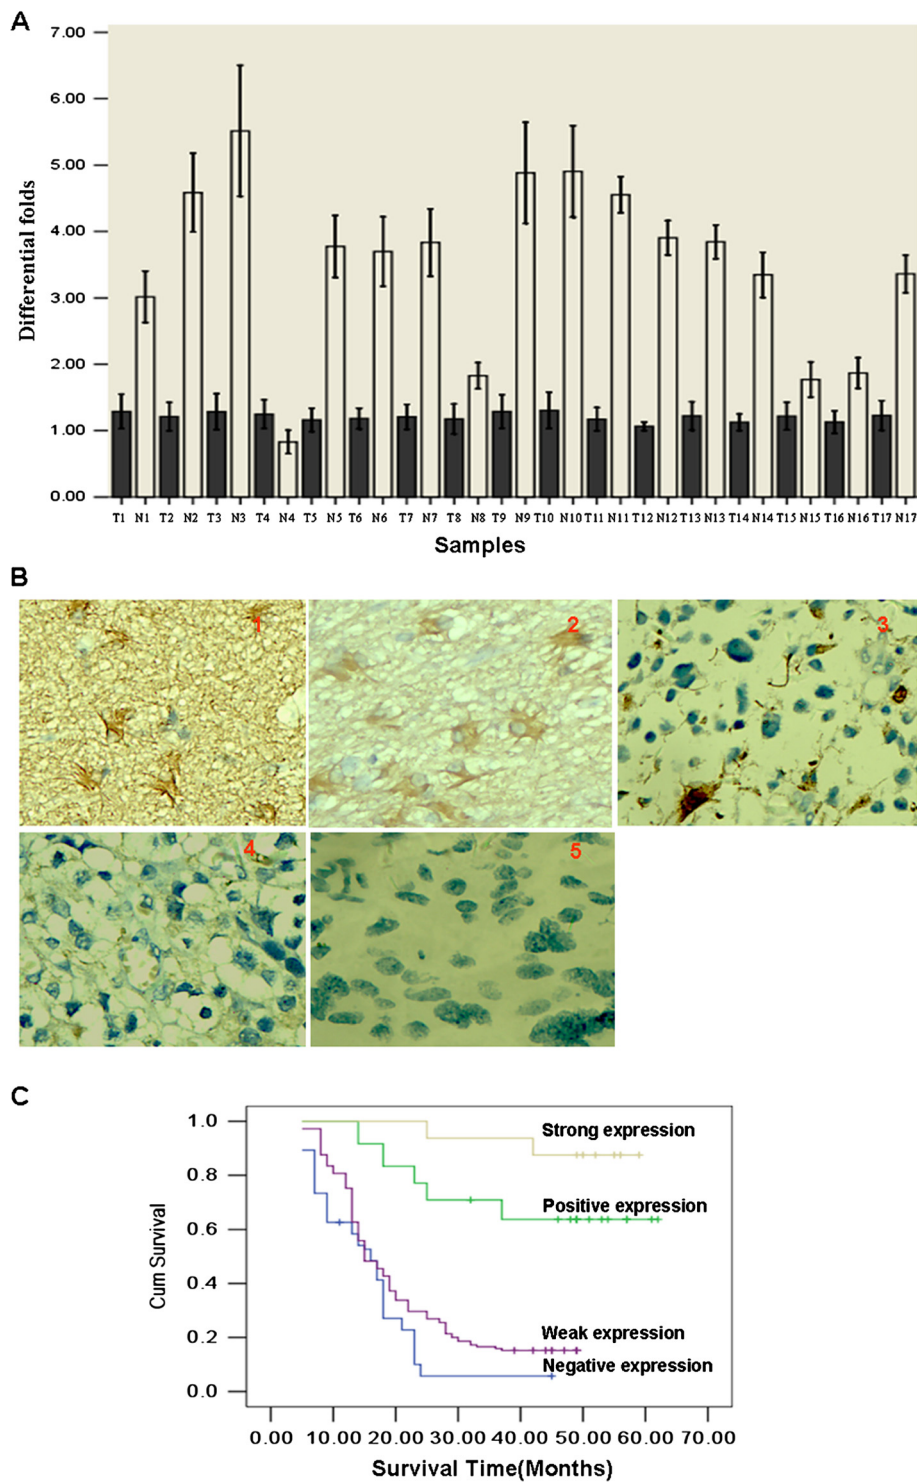 A
7.00
6.00
5.00
4.00
3.00
2.00
1.00
0.00
Differential folds
T1 N1 T2 N2 T3 N3 T4 N4 T5 N5 T6 N6 T7 N7 T8 N8 T9 N9 T10 N10 T11 N11 T12 N12 T13 N13 T14 N14 T15 N15 T16 N16 T17 N17
Samples
B
1
2
3
4
5
C
1.0
0.8
0.6
0.4
0.2
0.0
Cum Survival
Strong expression
Positive expression
Weak expression
Negative expression
0.00 10.00 20.00 30.00 40.00 50.00 60.00 70.00
Survival Time(Months)